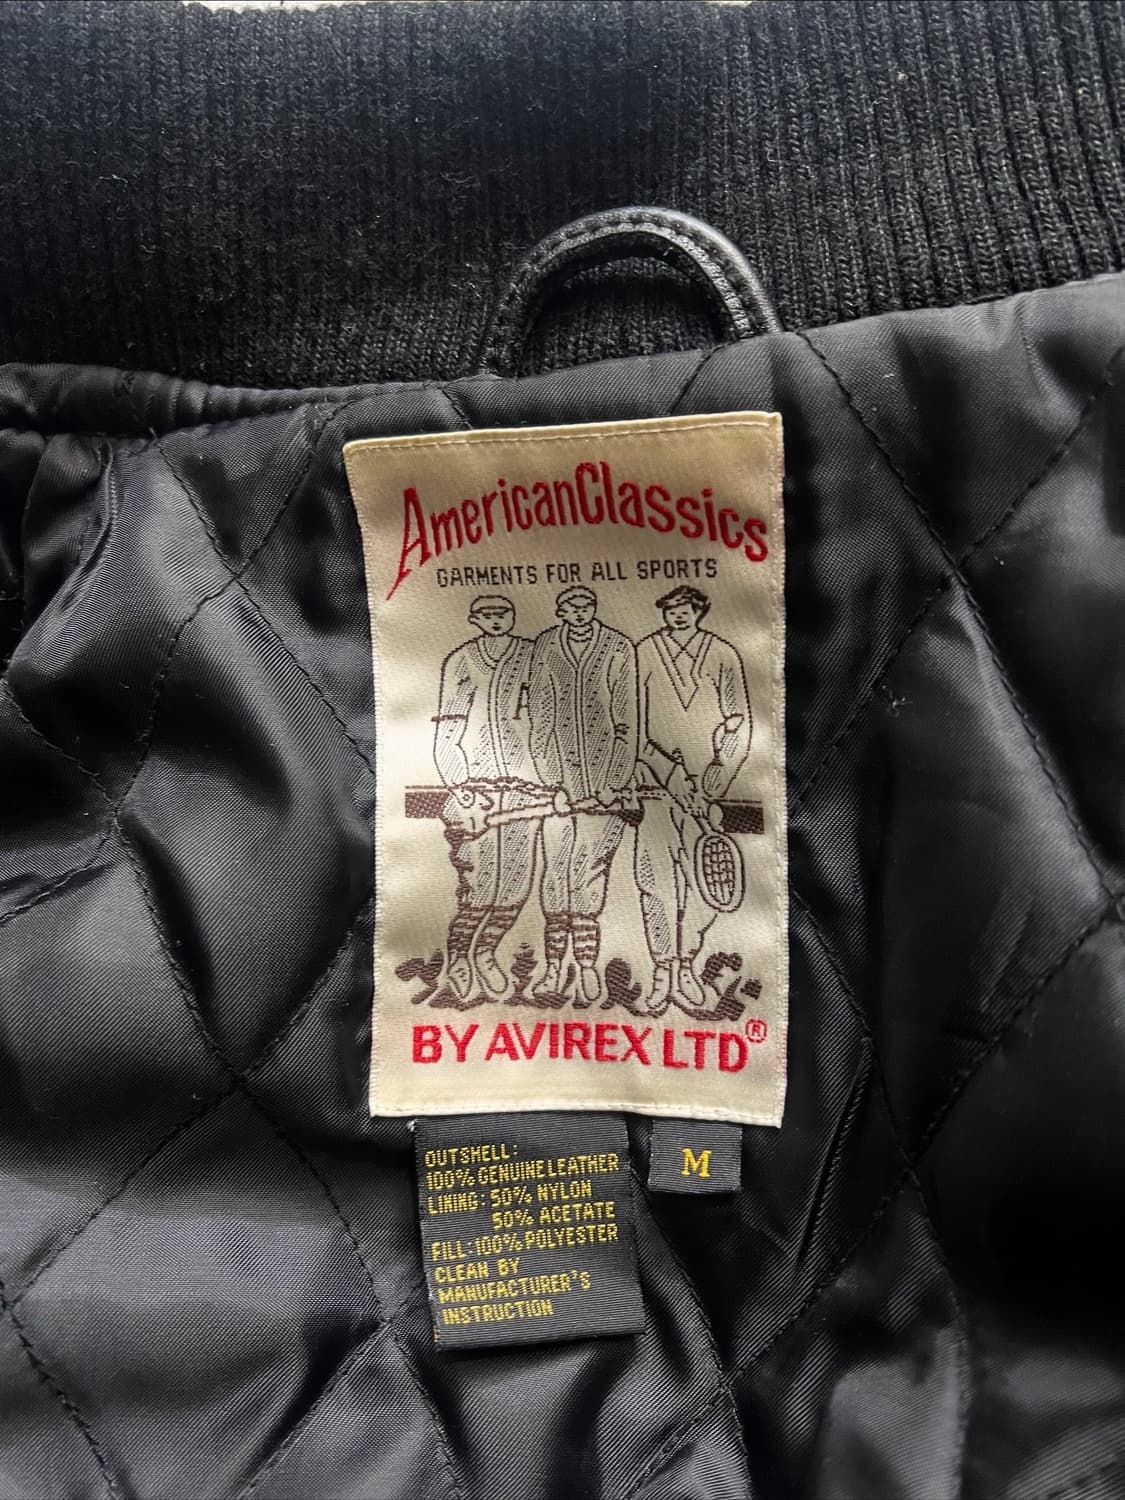 AmericanClassics
GARMENTS FOR ALL SPORTS
A
BY AVIREX LTD®
OUTSHELL:
100% GENUINE LEATHER
LINING: 50% NYLON
50% ACETATE
FILL: 100% POLYESTER
CLEAN BY
MANUFACTURER'S
INSTRUCTION
M